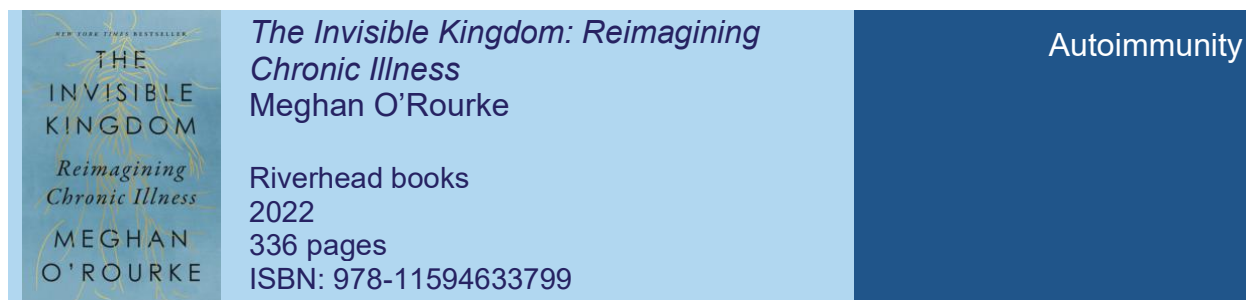 NEW YORK TIMES BESTSELLER
THE
INVISIBLE
KINGDOM
Reimagining
Chronic Illness
MEGHAN
O'ROURKE
The Invisible Kingdom: Reimagining
Chronic Illness
Meghan O’Rourke
Riverhead books
2022
336 pages
ISBN: 978-11594633799
Autoimmunity